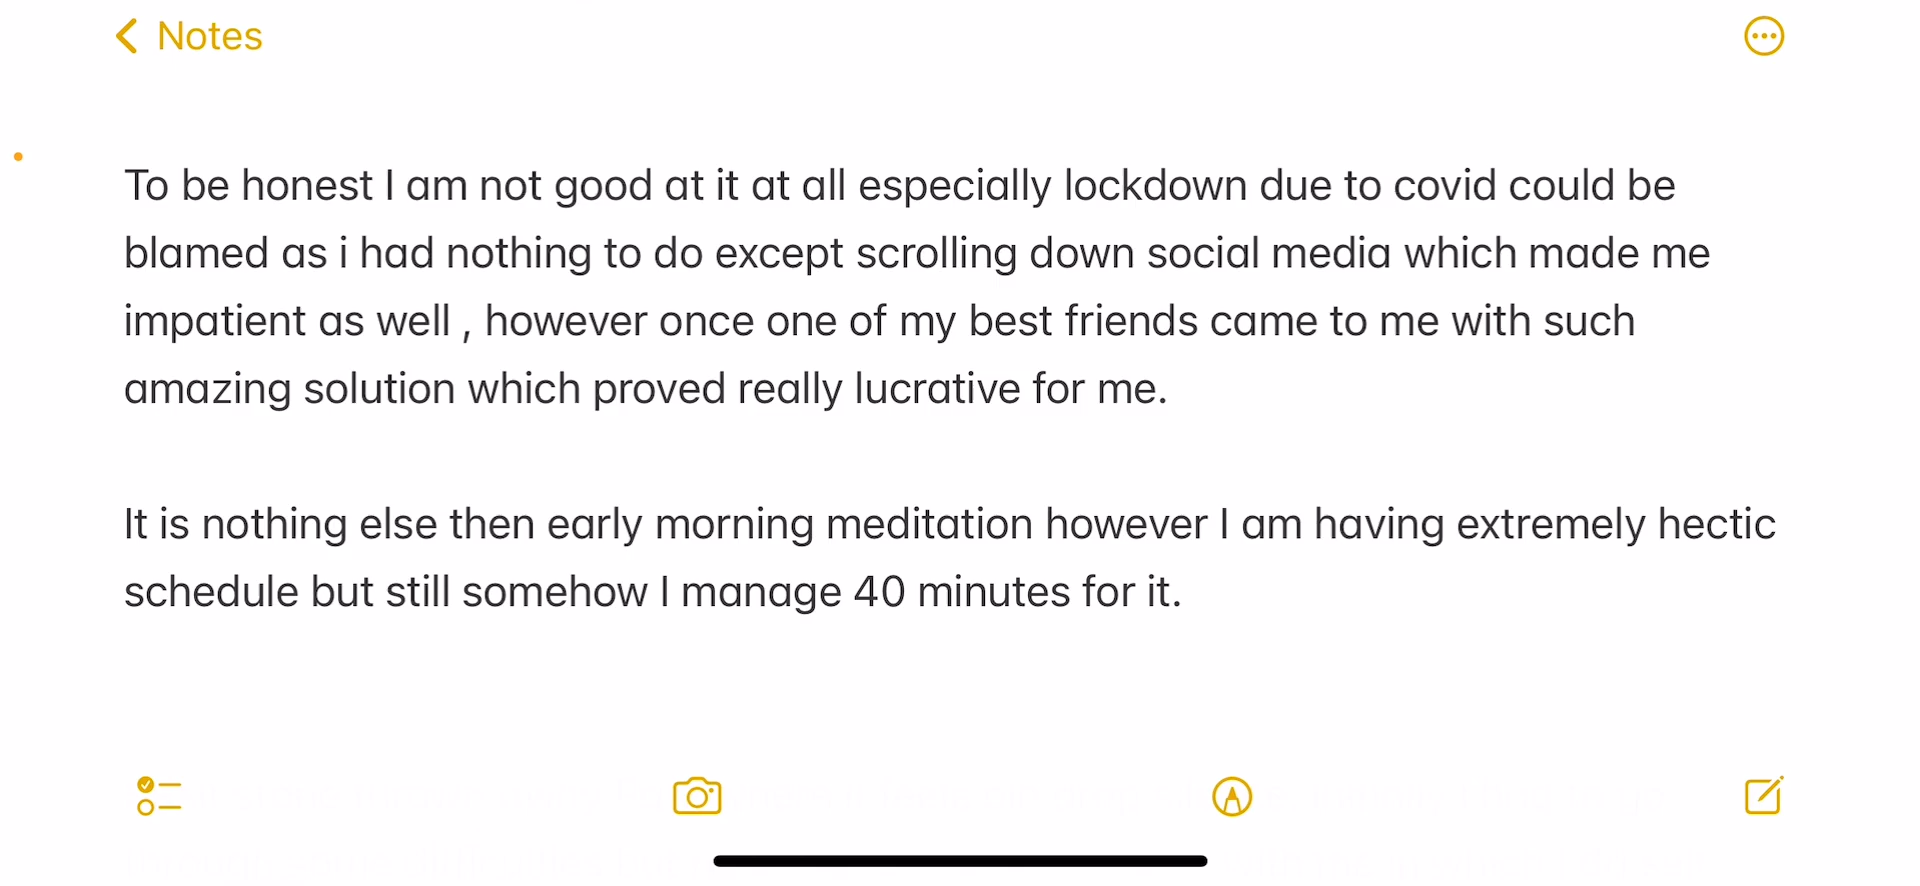 Notes
To be honest I am not good at it at all especially lockdown due to covid could be
blamed as i had nothing to do except scrolling down social media which made me
impatient as well , however once one of my best friends came to me with such
amazing solution which proved really lucrative for me.
It is nothing else then early morning meditation however I am having extremely hectic
schedule but still somehow I manage 40 minutes for it.